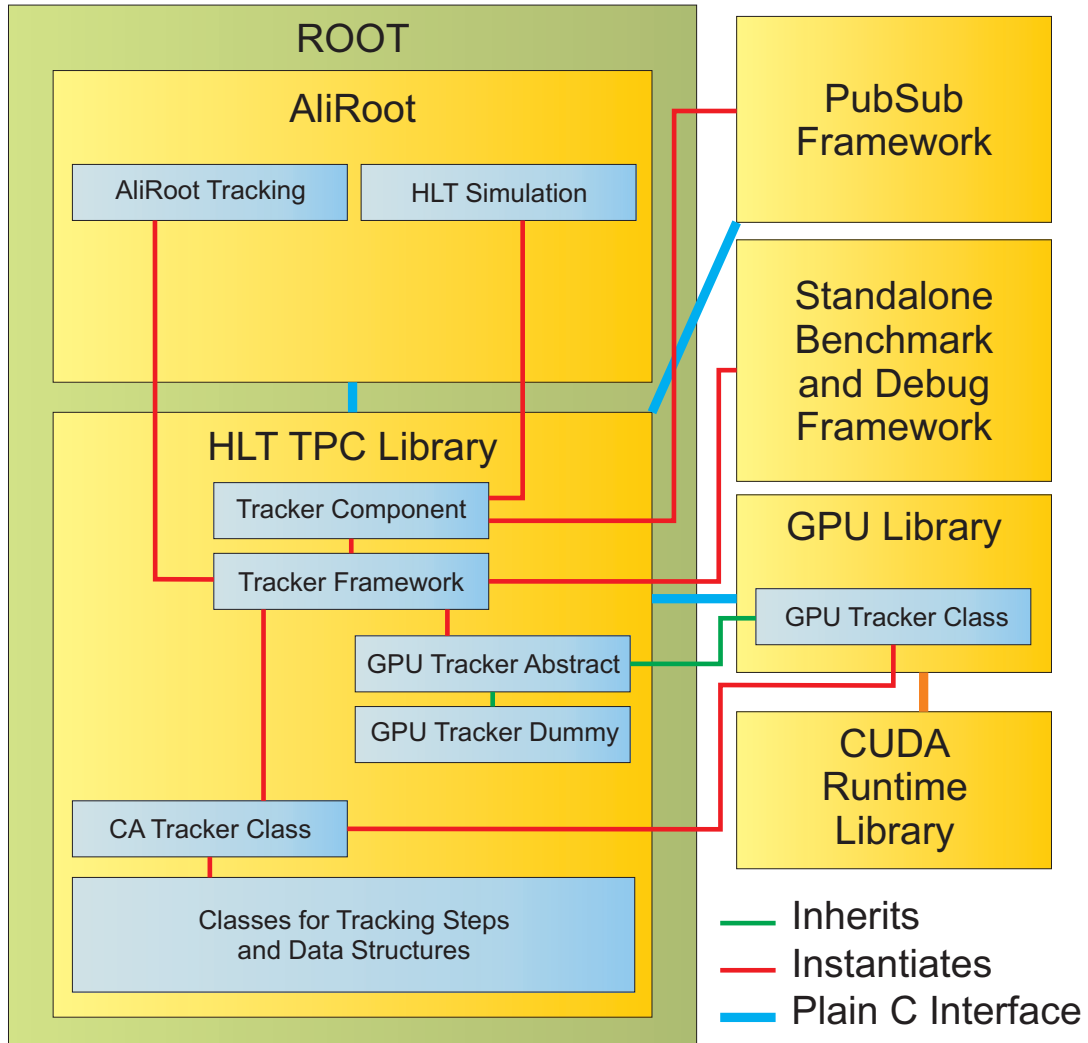 ROOT
AliRoot
AliRoot Tracking
HLT Simulation
HLT TPC Library
Tracker Component
Tracker Framework
GPU Tracker Abstract
GPU Tracker Dummy
CA Tracker Class
Classes for Tracking Steps
and Data Structures
PubSub
Framework
Standalone
Benchmark
and Debug
Framework
GPU Library
GPU Tracker Class
CUDA
Runtime
Library
Inherits
Instantiates
Plain C Interface